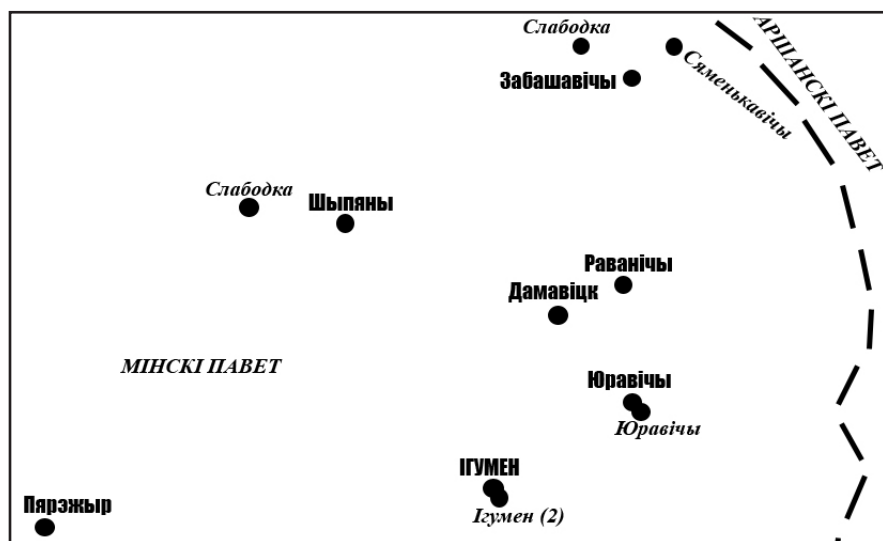 Слабодка
АРШАНСКІ ПАВЕТ
Забашавічы
Сяменькавічы
Слабодка
Шыпяны
Раванічы
Дамавіцк
МІНСКІ ПАВЕТ
Юравічы
Юравічы
ІГУМЕН
Ігумен (2)
Пярэжыр